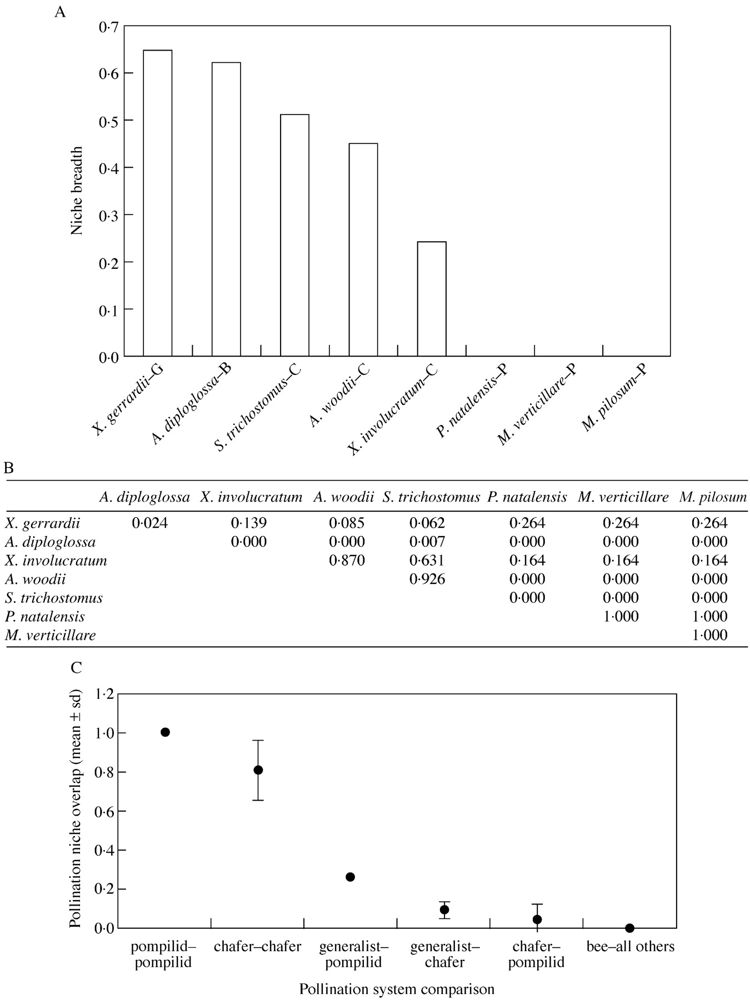 A
0·7
0·6
0·5
0·4
0·3
0·2
0·1
0·0
Niche breadth
X. gerrardii–G
A. diploglossa–B
S. trichostomus–C
A. woodii–C
X. involucratum–C
P. natalensis–P
M. verticillare–P
M. pilosum–P
B
A. diploglossa X. involucratum A. woodii S. trichostomus P. natalensis M. verticillare M. pilosum
X. gerrardii 0·024 0·139 0·085 0·062 0·264 0·264 0·264
A. diploglossa 0·000 0·000 0·007 0·000 0·000 0·000
X. involucratum 0·870 0·631 0·164 0·164 0·164
A. woodii 0·926 0·000 0·000 0·000
S. trichostomus 0·000 0·000 0·000
P. natalensis 1·000 1·000
M. verticillare 1·000
C
1·2
1·0
0·8
0·6
0·4
0·2
0·0
Pollination niche overlap (mean ± sd)
pompilid–
pompilid
chafer–chafer
generalist–
pompilid
generalist–
chafer
chafer–
pompilid
bee–all others
Pollination system comparison